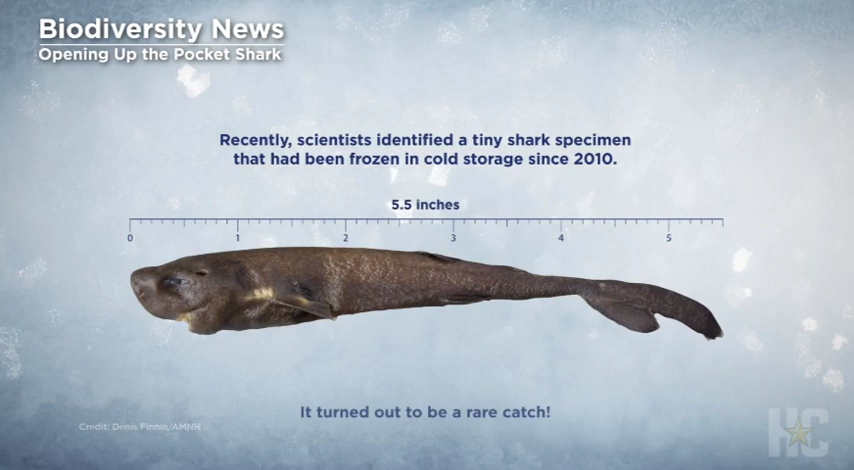 Biodiversity News
Opening Up the Pocket Shark
Recently, scientists identified a tiny shark specimen
that had been frozen in cold storage since 2010.
5.5 inches
0 1 2 3 4 5
It turned out to be a rare catch!
Credit: Denis Finnin/AMNH
HC